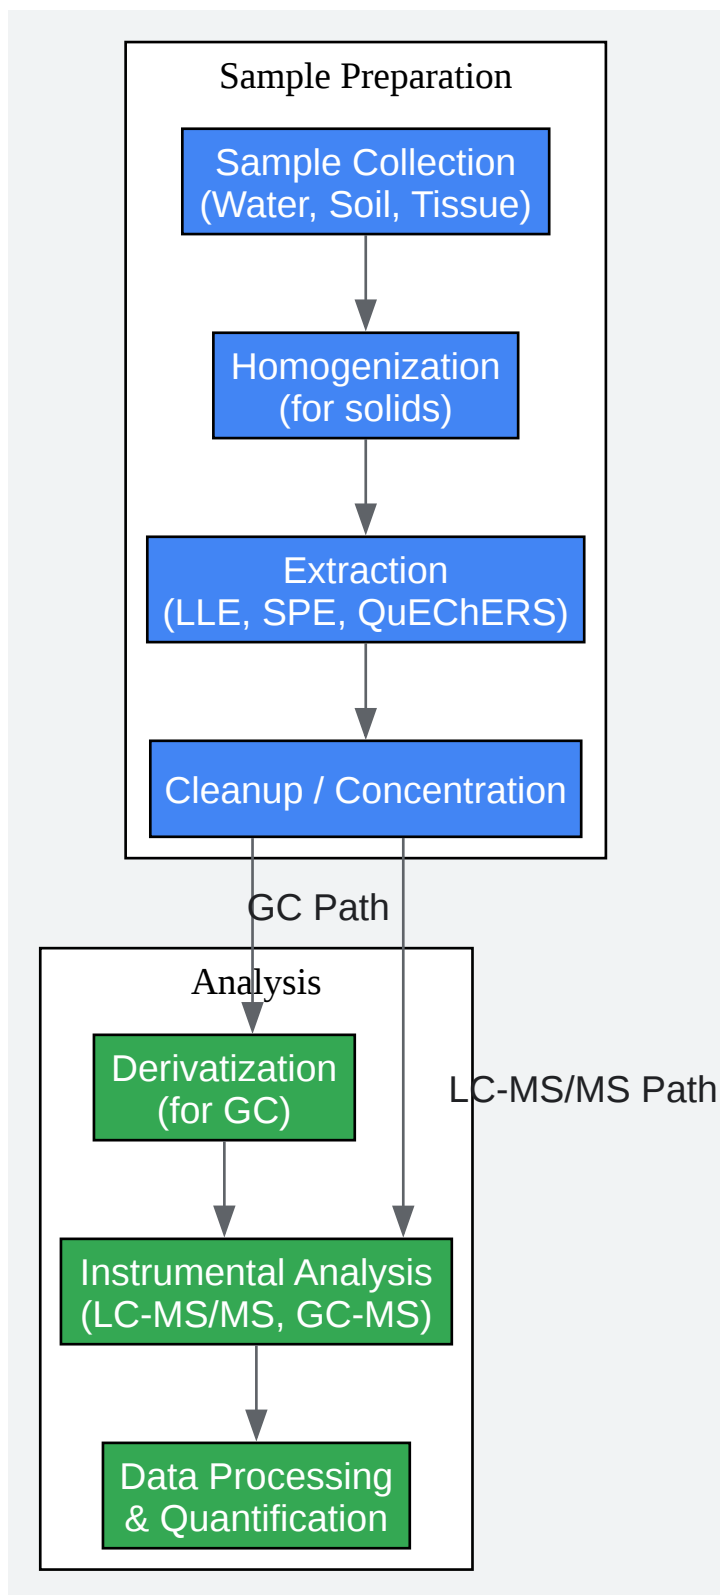 Sample Preparation
Sample Collection
(Water, Soil, Tissue)
Homogenization
(for solids)
Extraction
(LLE, SPE, QuEChERS)
Cleanup / Concentration
GC Path
Analysis
Derivatization
(for GC)
LC-MS/MS Path
Instrumental Analysis
(LC-MS/MS, GC-MS)
Data Processing
& Quantification